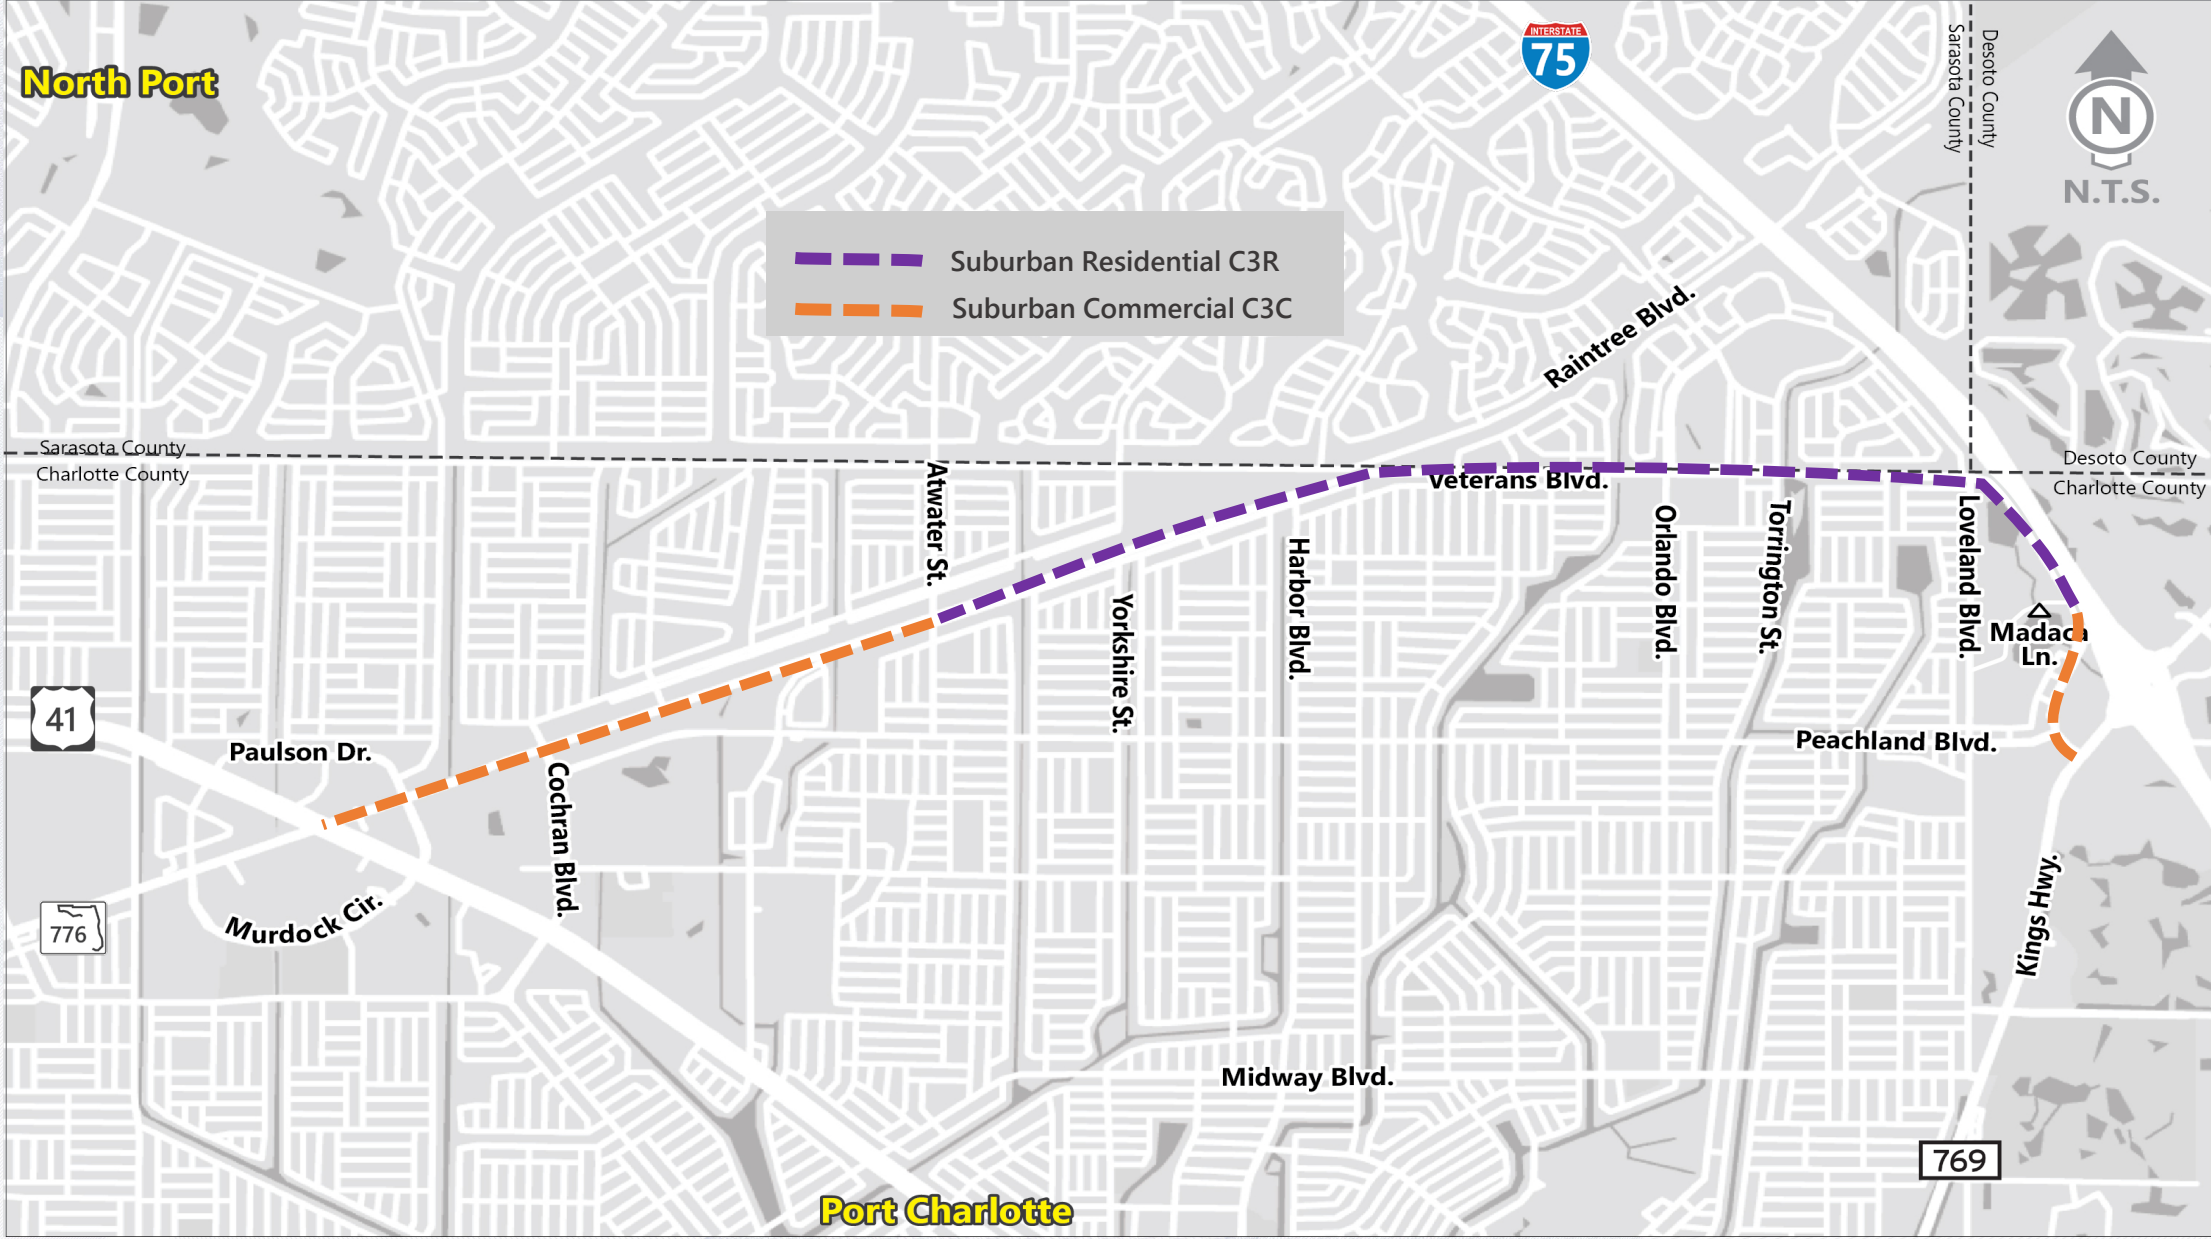 INTERSTATE
75
Sarasota County
Desoto County
North Port
N
N.T.S.
Suburban Residential C3R
Suburban Commercial C3C
Raintree Blvd.
Sarasota County
Charlotte County
Desoto County
Charlotte County
Veterans Blvd.
Atwater St.
Yorkshire St.
Harbor Blvd.
Orlando Blvd.
Torrington St.
Loveland Blvd.
Madaca
Ln.
41
Paulson Dr.
Peachland Blvd.
Cochran Blvd.
Murdock Cir.
776
Kings Hwy.
Midway Blvd.
769
Port Charlotte